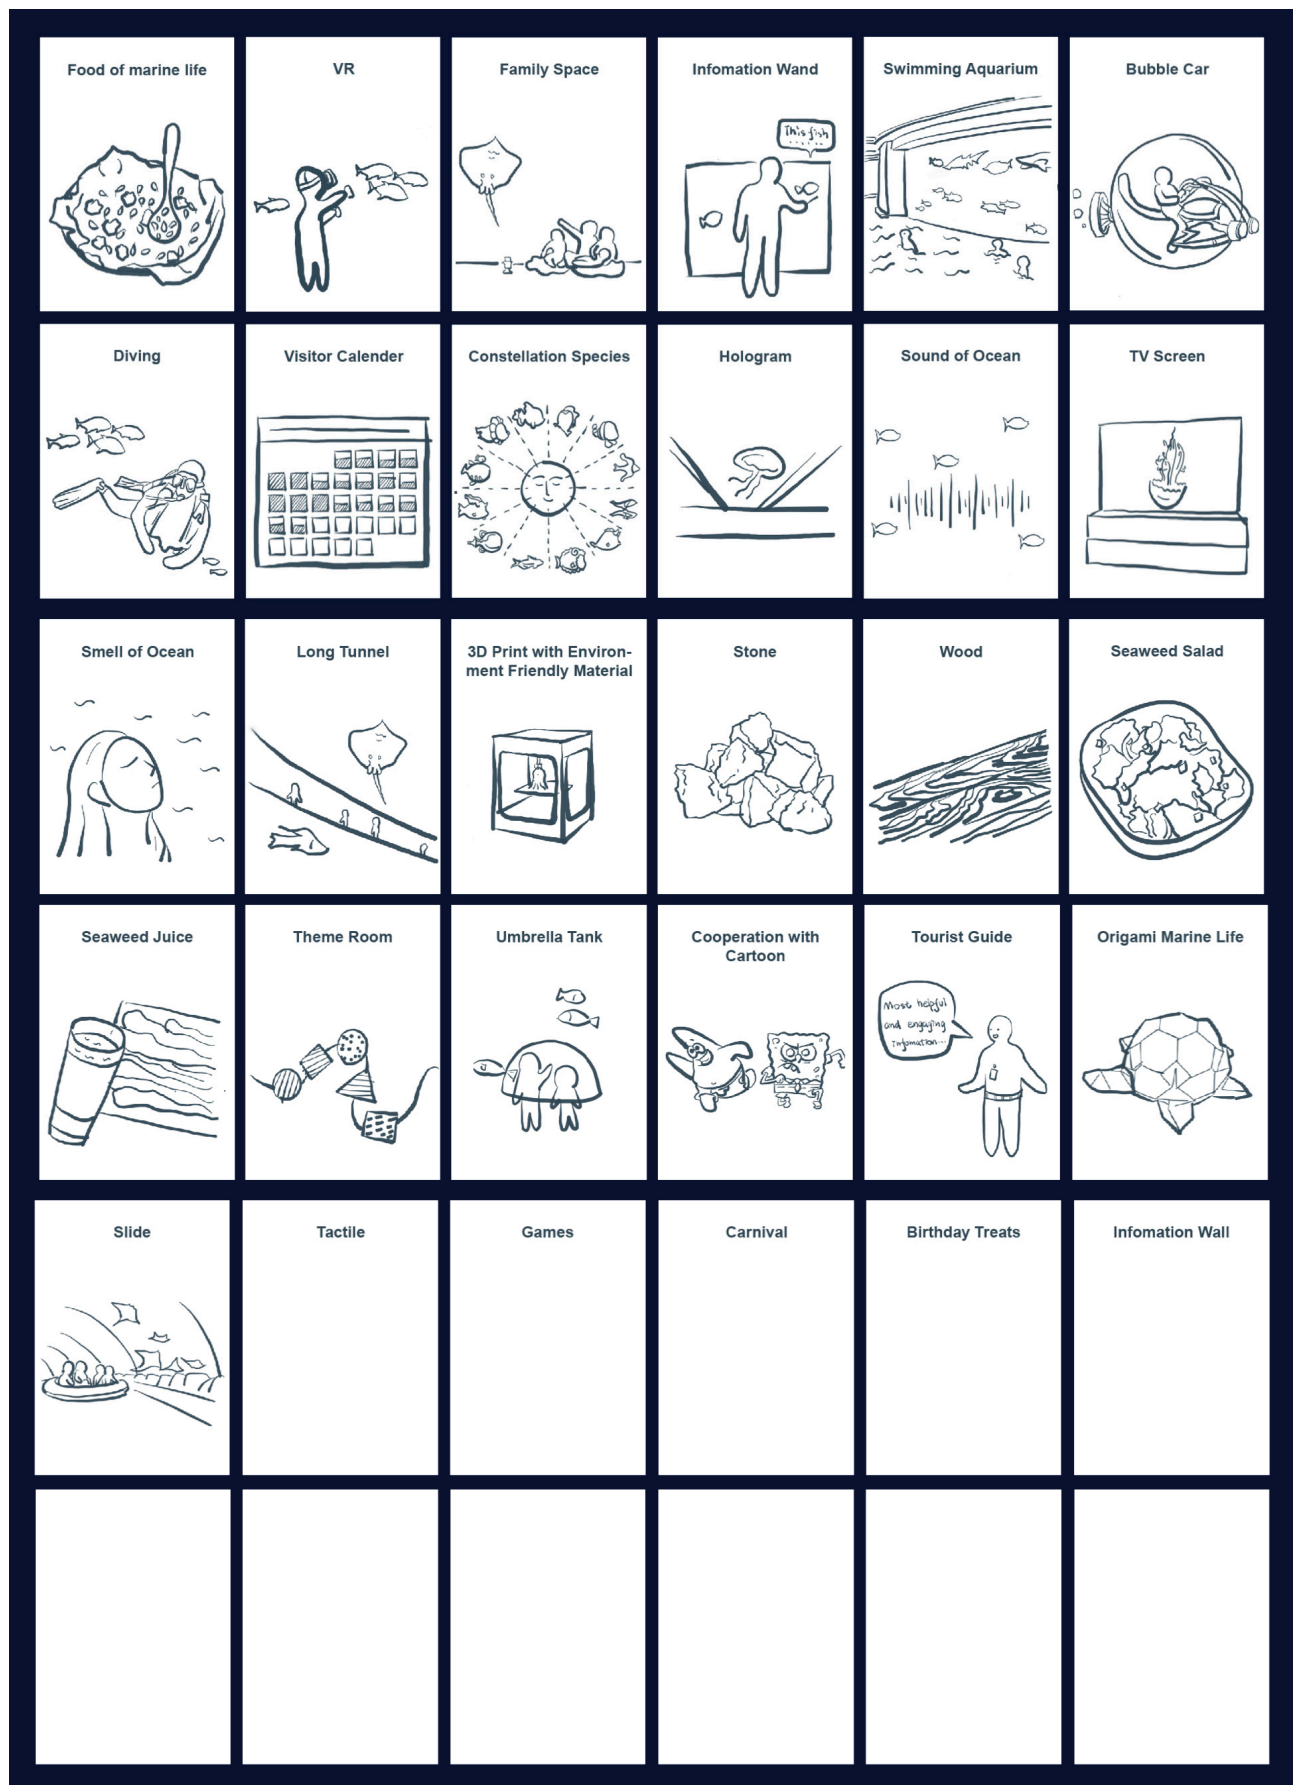 Food of marine life
VR
Family Space
Infomation Wand
Swimming Aquarium
Bubble Car
This fish
Diving
Visitor Calender
Constellation Species
Hologram
Sound of Ocean
TV Screen
Smell of Ocean
Long Tunnel
3D Print with Environ-
ment Friendly Material
Stone
Wood
Seaweed Salad
Seaweed Juice
Theme Room
Umbrella Tank
Cooperation with
Cartoon
Tourist Guide
Origami Marine Life
Most helpful
and engaging
Infomation...
Slide
Tactile
Games
Carnival
Birthday Treats
Infomation Wall